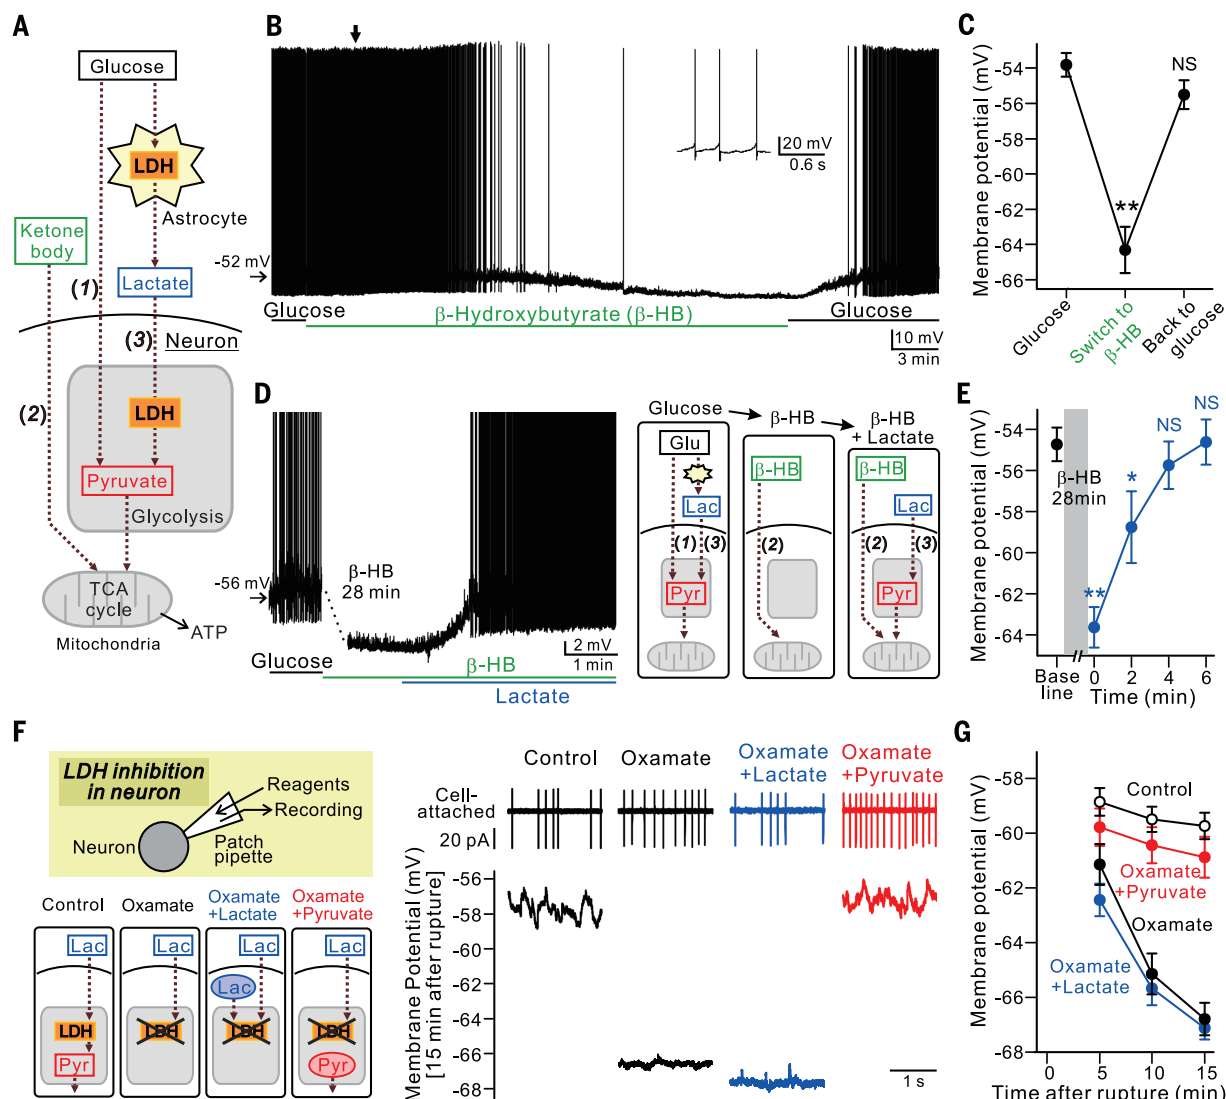 A
Glucose
LDH
Astrocyte
Ketone
body
Lactate
(1)
(3)
Neuron
(2)
LDH
Pyruvate
Glycolysis
TCA
cycle
Mitochondria
ATP
B
20 mV
0.6 s
-52 mV
Glucose
β-Hydroxybutyrate (β-HB)
Glucose
10 mV
3 min
C
Membrane potential (mV)
-54
-56
-58
-60
-62
-64
-66
**
NS
Glucose
Switch to
β-HB
Back to
glucose
D
-56 mV
β-HB
28 min
2 mV
1 min
Glucose
β-HB
Lactate
Glucose
β-HB
β-HB
+ Lactate
Glu
Lac
(1)
(3)
Pyr
β-HB
(2)
β-HB
Lac
(2)
(3)
Pyr
E
Membrane potential (mV)
-54
-56
-58
-60
-62
-64
β-HB
28min
**
*
NS
NS
Base
line
0
2
4
6
Time (min)
F
LDH inhibition
in neuron
Reagents
Recording
Neuron
Patch
pipette
Control
Oxamate
Oxamate
+Lactate
Oxamate
+Pyruvate
Lac
LDH
Pyr
Lac
LDH
Lac
Lac
LDH
Lac
LDH
Pyr
Control
Oxamate
Oxamate
+Lactate
Oxamate
+Pyruvate
Cell-
attached
20 pA
Membrane Potential (mV)
[15 min after rupture]
-56
-58
-56
-62
-64
-66
-68
1 s
G
Membrane potential (mV)
-58
-60
-62
-64
-66
-68
Control
Oxamate
+Pyruvate
Oxamate
Oxamate
+Lactate
0
5
10
15
Time after rupture (min)